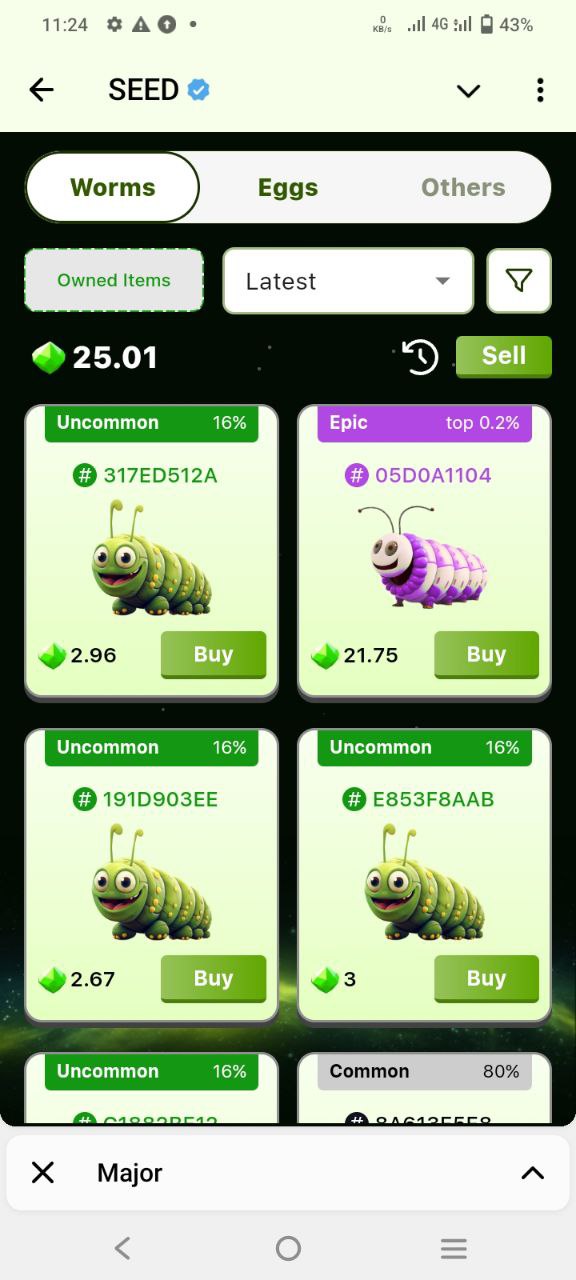 11:24
0 KB/s 4G 43%
SEED
Worms Eggs Others
Owned Items Latest
25.01 Sell
Uncommon 16%
# 317ED512A
2.96 Buy
Epic top 0.2%
# 05D0A1104
21.75 Buy
Uncommon 16%
# 191D903EE
2.67 Buy
Uncommon 16%
# E853F8AAB
3 Buy
Uncommon 16%
Common 80%
Major